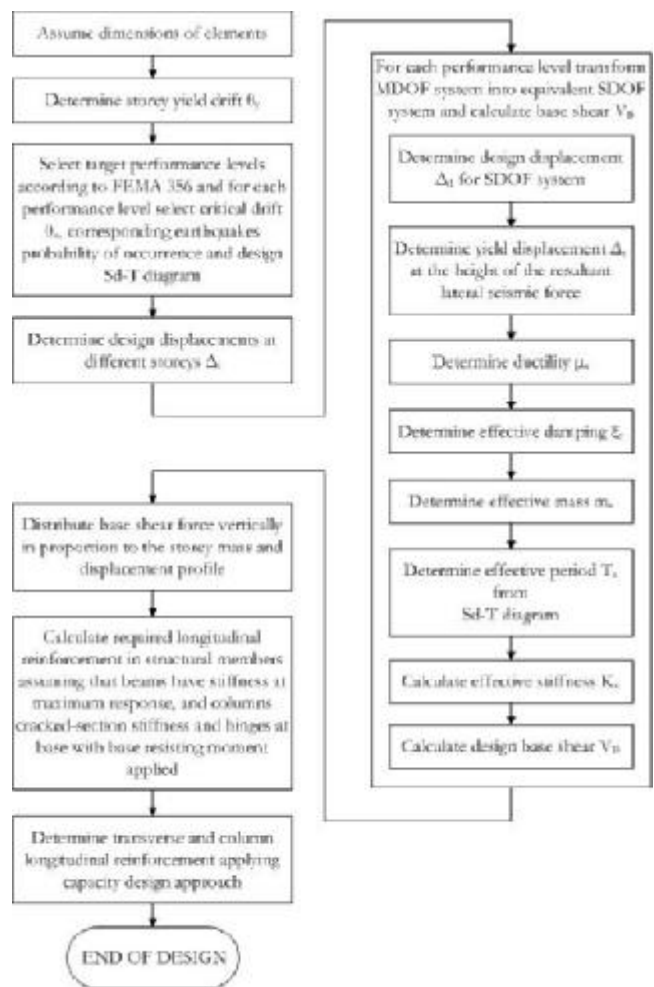 Assume dimensions of elements
Determine storey yield drift θy
Select target performance levels
according to FEMA 356 and for each
performance level select critical drift
θc, corresponding earthquakes
probability of occurrence and design
Sd-T diagram
Determine design displacements at
different storeys Δi
For each performance level transform
MDOF system into equivalent SDOF
system and calculate base shear VB
Determine design displacement
Δd for SDOF system
Determine yield displacement Δy
at the height of the resultant
lateral seismic force
Determine ductility μ
Determine effective damping ξ
Determine effective mass me
Determine effective period Te
from
Sd-T diagram
Calculate effective stiffness Ke
Calculate design base shear VB
Distribute base shear force vertically
in proportion to the storey mass and
displacement profile
Calculate required longitudinal
reinforcement in structural members
assuming that beams have stiffness at
maximum response, and columns
cracked-section stiffness and hinges at
base with base resisting moment
applied
Determine transverse and column
longitudinal reinforcement applying
capacity design approach
END OF DESIGN